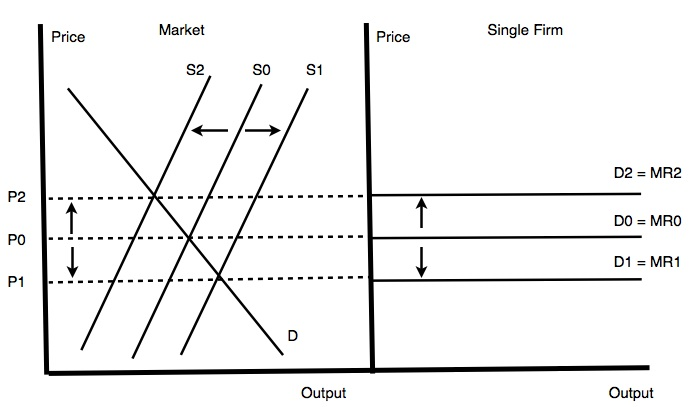 Market
Single Firm
Price
Price
S2
S0
S1
D2 = MR2
P2
D0 = MR0
P0
D1 = MR1
P1
D
Output
Output